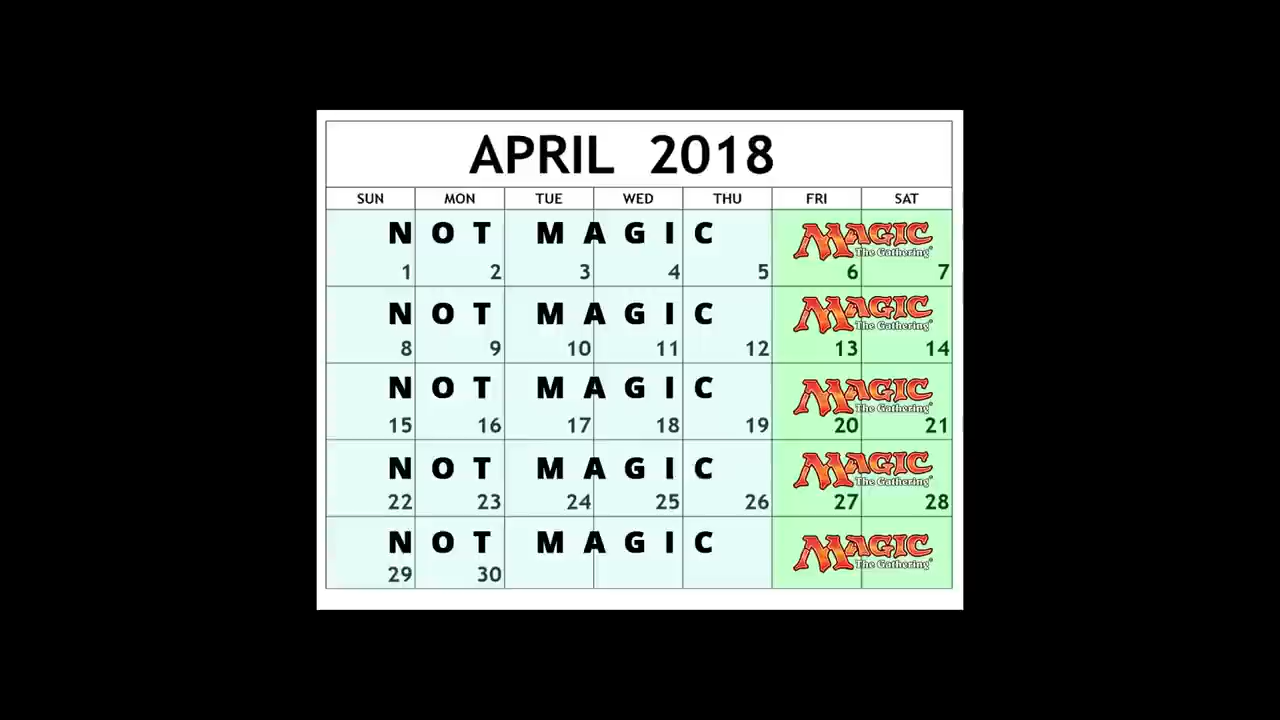 APRIL 2018
SUN MON TUE WED THU FRI SAT
NOT MAGIC MAGIC
The Gathering®
1 2 3 4 5 6 7
NOT MAGIC MAGIC
The Gathering®
8 9 10 11 12 13 14
NOT MAGIC MAGIC
The Gathering®
15 16 17 18 19 20 21
NOT MAGIC MAGIC
The Gathering®
22 23 24 25 26 27 28
NOT MAGIC MAGIC
The Gathering®
29 30